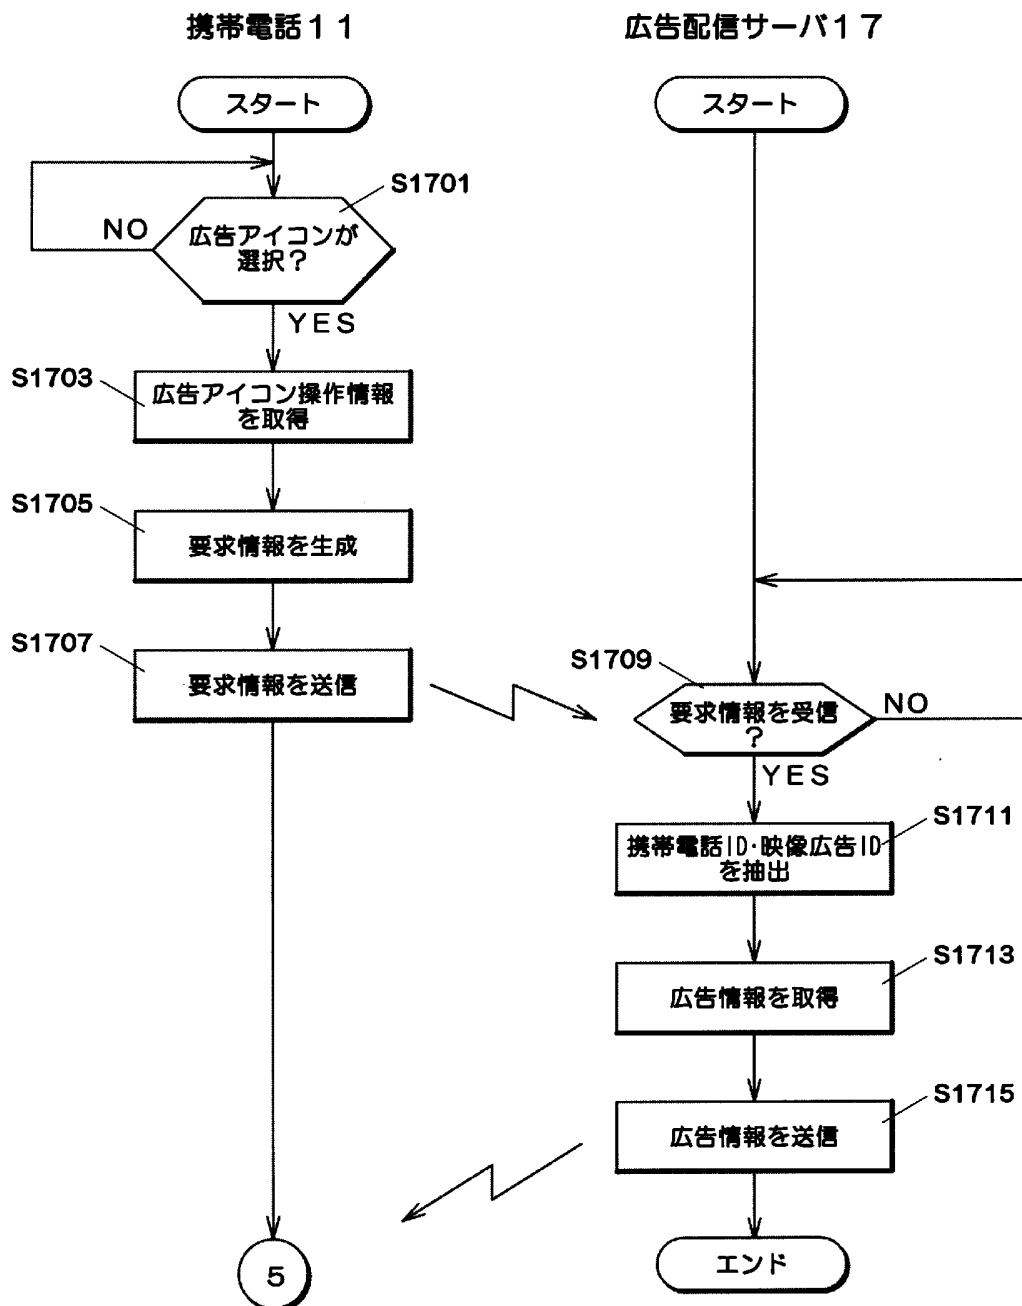 携帯電話11
広告配信サーバ17
スタート
スタート
S1701
広告アイコンが
選択?
NO
YES
S1703
広告アイコン操作情報
を取得
S1705
要求情報を生成
S1707
要求情報を送信
S1709
要求情報を受信
?
NO
YES
S1711
携帯電話ID·映像広告ID
を抽出
S1713
広告情報を取得
S1715
広告情報を送信
5
エンド